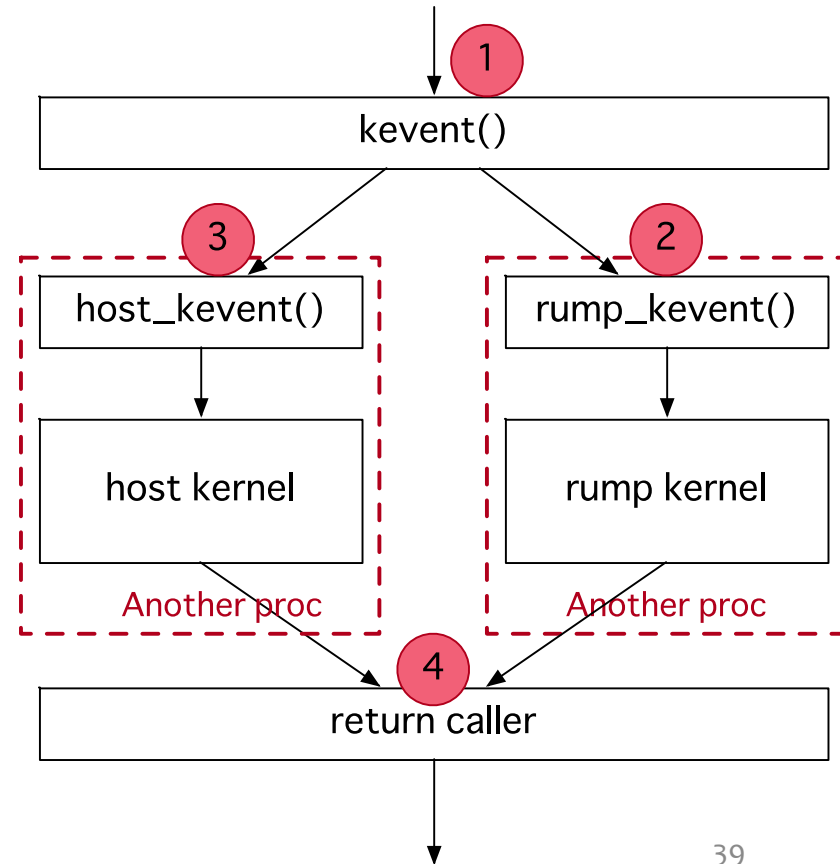 1
kevent()
3
2
host_kevent()
rump_kevent()
host kernel
rump kernel
Another proc
Another proc
4
return caller
39